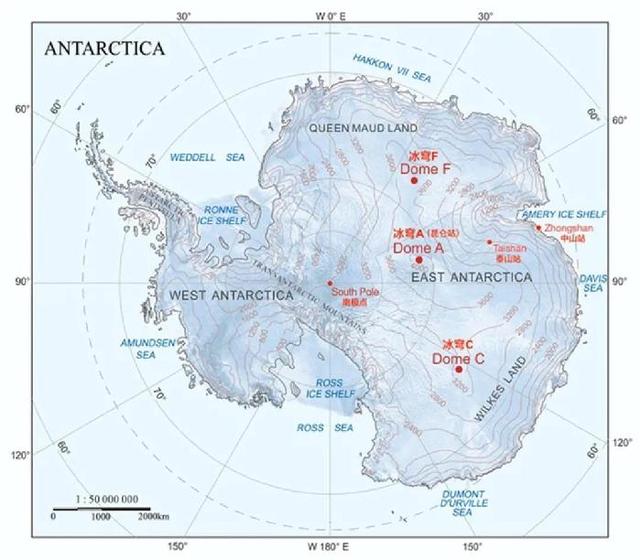 30°
W 0° E
30°
ANTARCTICA
HAKKON VII SEA
60°
60°
60°
QUEEN MAUD LAND
70°
WEDDELL SEA
冰穹F
Dome F
RONNE
ICE SHELF
AMERY ICE SHELF
Zhongshan
中山站
冰穹A (昆仑站)
Dome A
Taishan
泰山站
ANTARCTIC
TRANSANTARCTIC MOUNTAINS
90°
WEST ANTARCTICA
South Pole
南极点
EAST ANTARCTICA
DAVIS
SEA
90°
AMUNDSEN
SEA
冰穹C
Dome C
70°
ROSS
ICE SHELF
WILKES LAND
ROSS SEA
60°
60°
120°
120°
DUMONT
D'URVILLE
SEA
1 : 50 000 000
0 1000 2000km
150°
W 180° E
150°